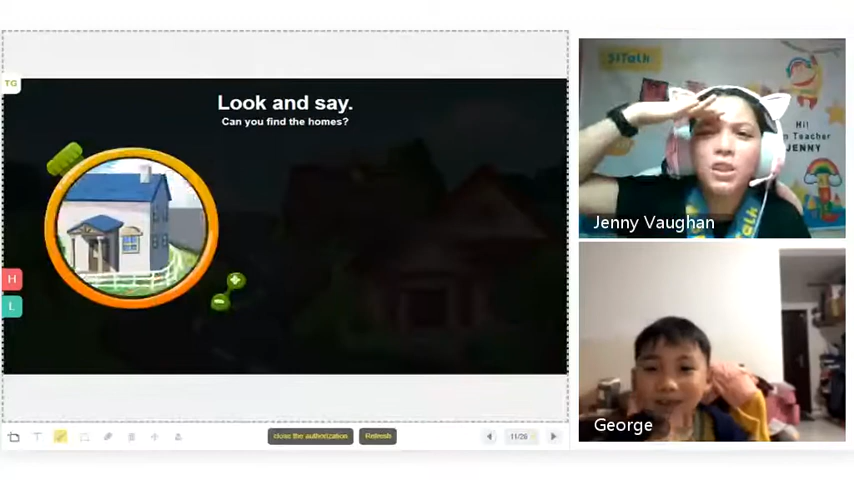 TG
Look and say.
Can you find the homes?
H
L
close the authorization
Refresh
11/26
51Talk
Hi!
Teacher
JENNY
Jenny Vaughan
George